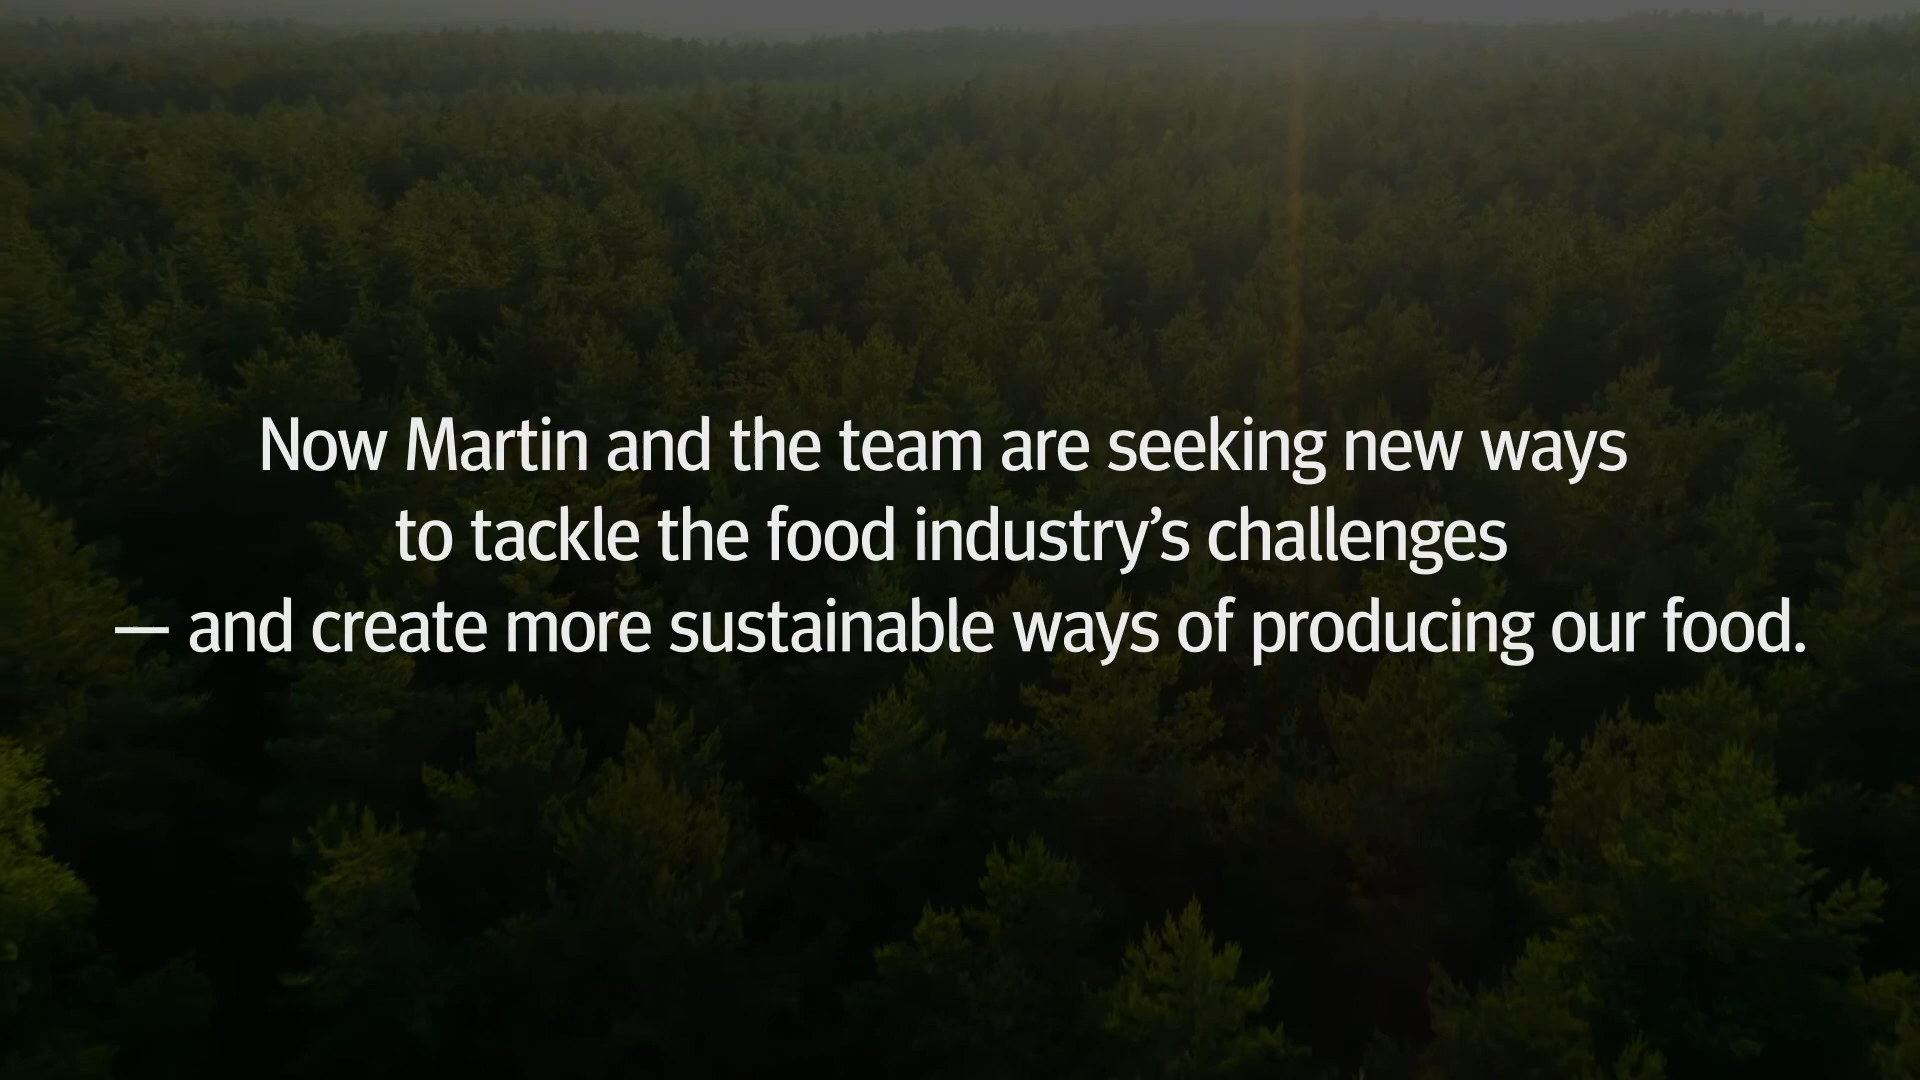 Now Martin and the team are seeking new ways
to tackle the food industry’s challenges
— and create more sustainable ways of producing our food.